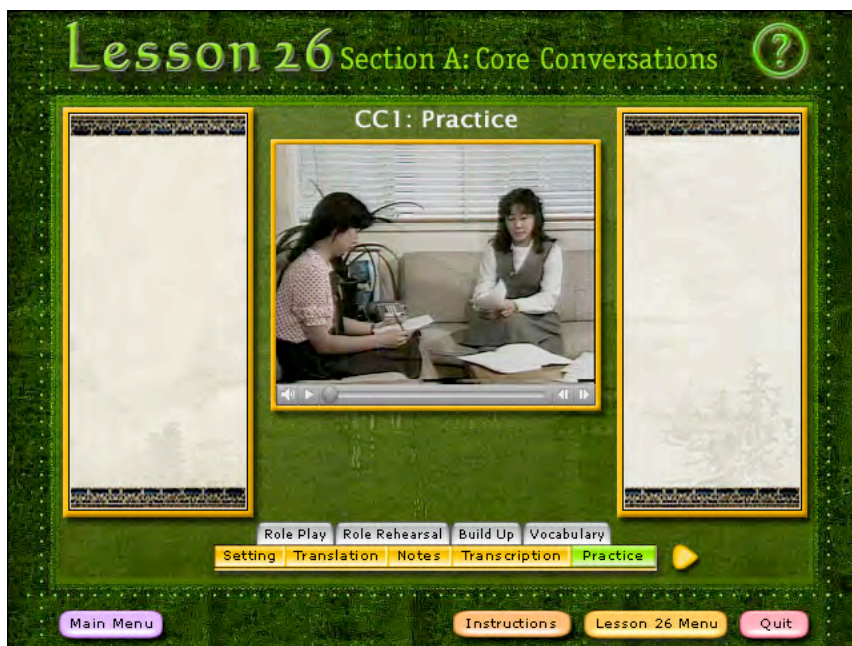 Lesson 26 Section A: Core Conversations ?
CC1: Practice
Role Play Role Rehearsal Build Up Vocabulary
Setting Translation Notes Transcription Practice
Main Menu Instructions Lesson 26 Menu Quit